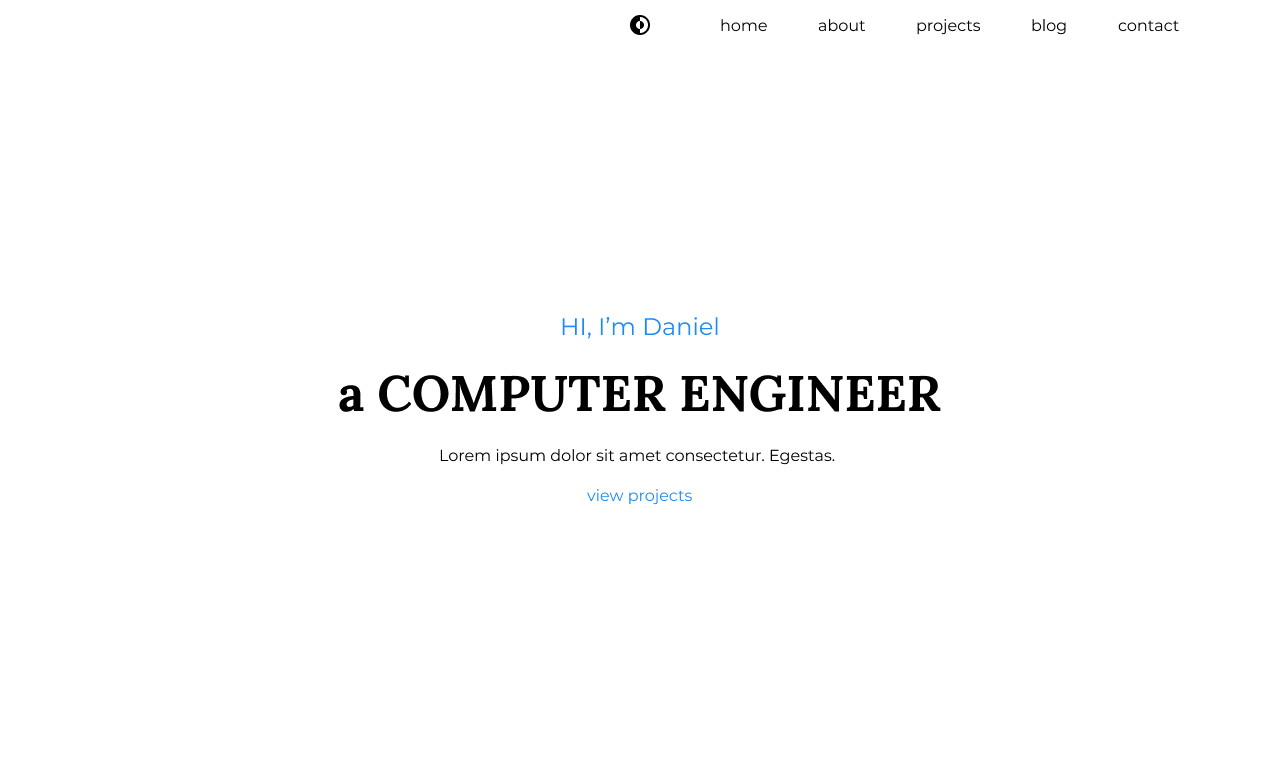 home about projects blog contact
HI, I’m Daniel
a COMPUTER ENGINEER
Lorem ipsum dolor sit amet consectetur. Egestas.
view projects